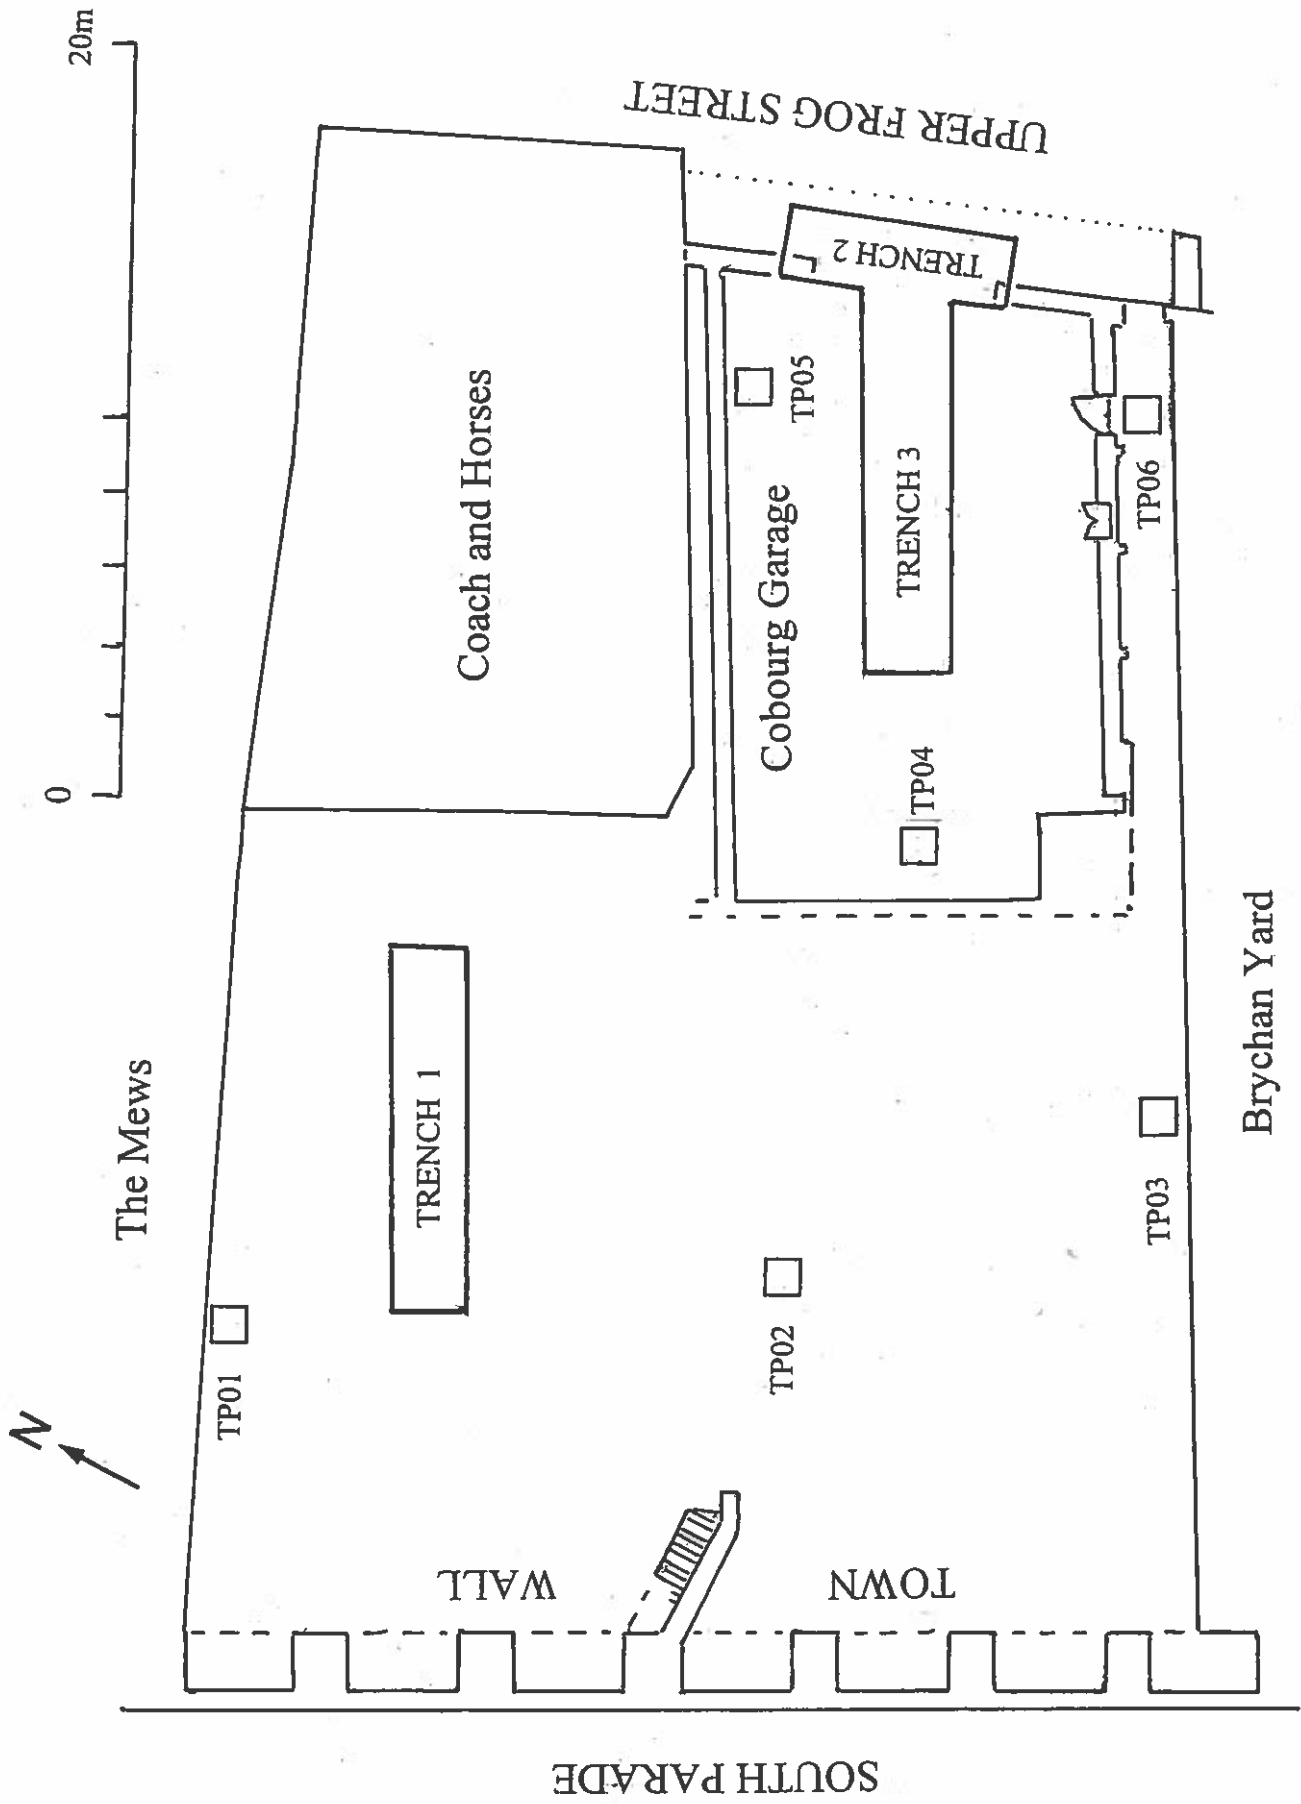 N
0
20m
The Mews
TP01
TRENCH 1
Coach and Horses
UPPER FROG STREET
TRENCH 2
TP05
Cobourg Garage
TRENCH 3
TP04
TP06
TP02
TP03
TOWN WALL
SOUTH PARADE
Brychan Yard